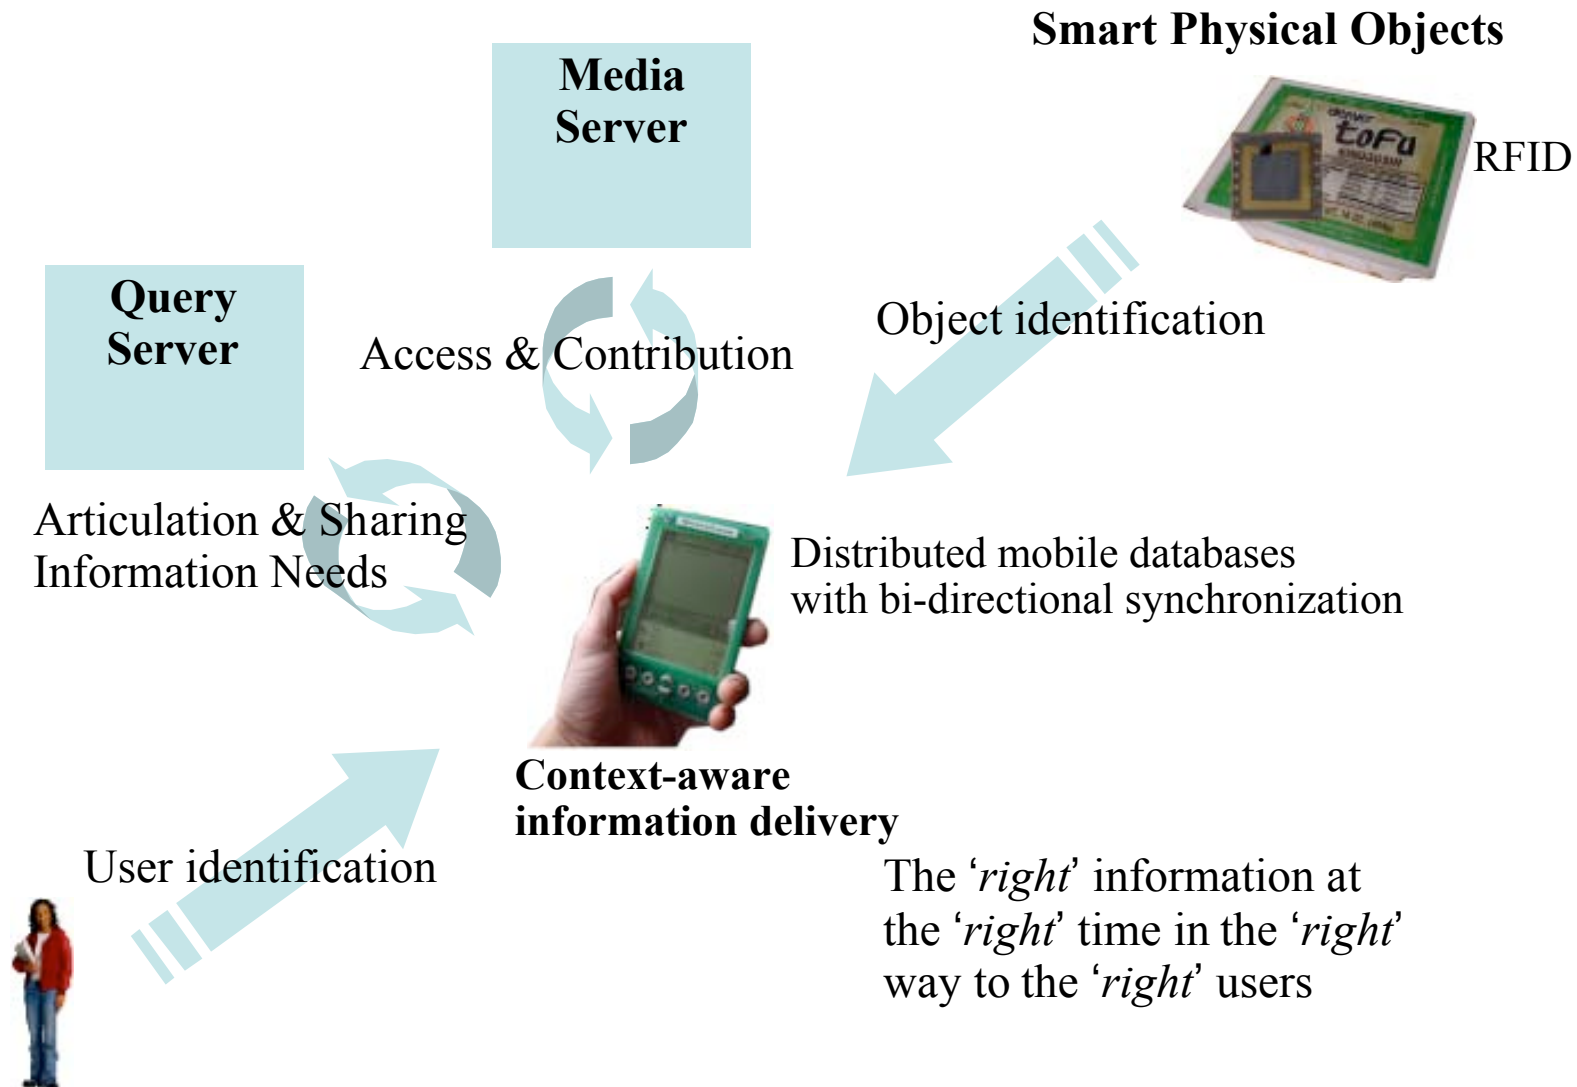 Smart Physical Objects
Media
Server
tofu
RFID
Query
Server
Object identification
Access & Contribution
Articulation & Sharing
Information Needs
Distributed mobile databases
with bi-directional synchronization
Context-aware
information delivery
User identification
The ‘right’ information at
the ‘right’ time in the ‘right’
way to the ‘right’ users